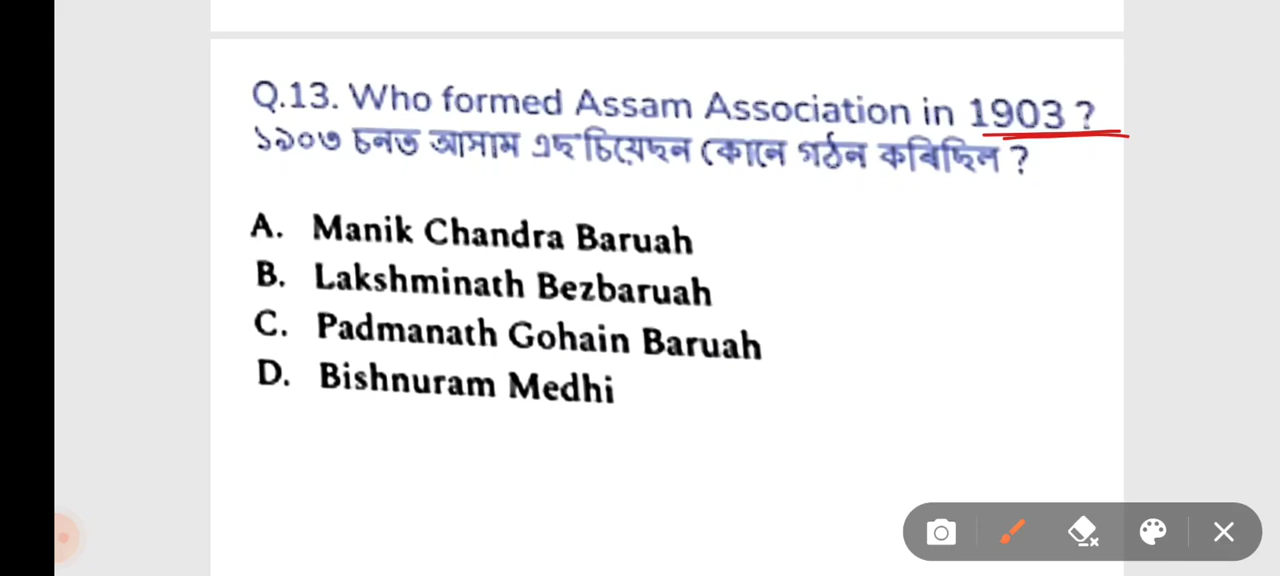 Q.13. Who formed Assam Association in 1903 ?
১৯০৩ চনত আসাম এছ'চিয়েছন কোনে গঠন কৰিছিল ?
A. Manik Chandra Baruah
B. Lakshminath Bezbaruah
C. Padmanath Gohain Baruah
D. Bishnuram Medhi